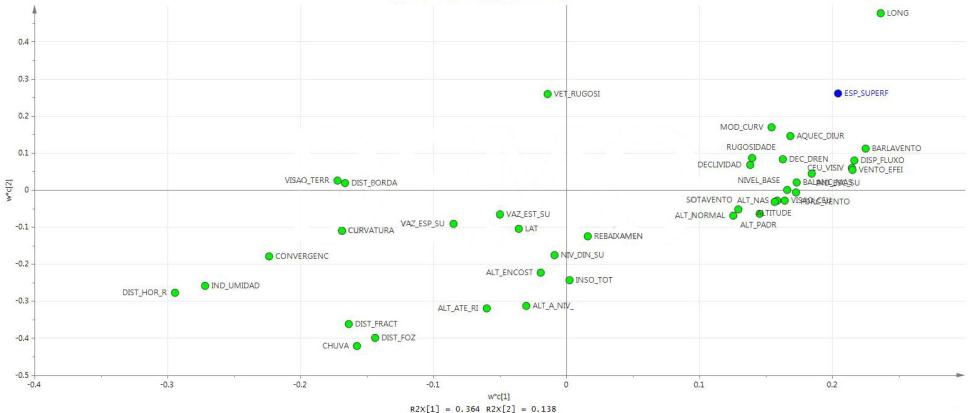 LONG
0.4
0.3
VET_RUGOSI
ESP_SUPERF
0.2
MOD_CURV
AQUEC_DIUR
RUGOSIDADE
BARLAVENTO
0.1
DECLIVIDAD
DEC_DREN
DISP_FLUXO
CEU_VISIV
VENTO_EFEI
w*c[2]
VISAO_TERR
DIST_BORDA
NIVEL_BASE
0
SOTAVENTO
ALT_NAS
VISAO_CEU
VAZ_ESP_SU
VAZ_EST_SU
ALT_NORMAL
ALTITUDE
-0.1
CURVATURA
LAT
REBAIXAMEN
ALT_PADR
CONVERGENC
NIV_DIN_SU
-0.2
ALT_ENCOST
INSO_TOT
DIST_HOR_R
IND_UMIDAD
-0.3
ALT_ATE_RI
ALT_A_NIV_
DIST_FRACT
-0.4
CHUVA
DIST_FOZ
-0.5
-0.4 -0.3 -0.2 -0.1 0 0.1 0.2
w*c[1]
R2X[1] = 0.364 R2X[2] = 0.138